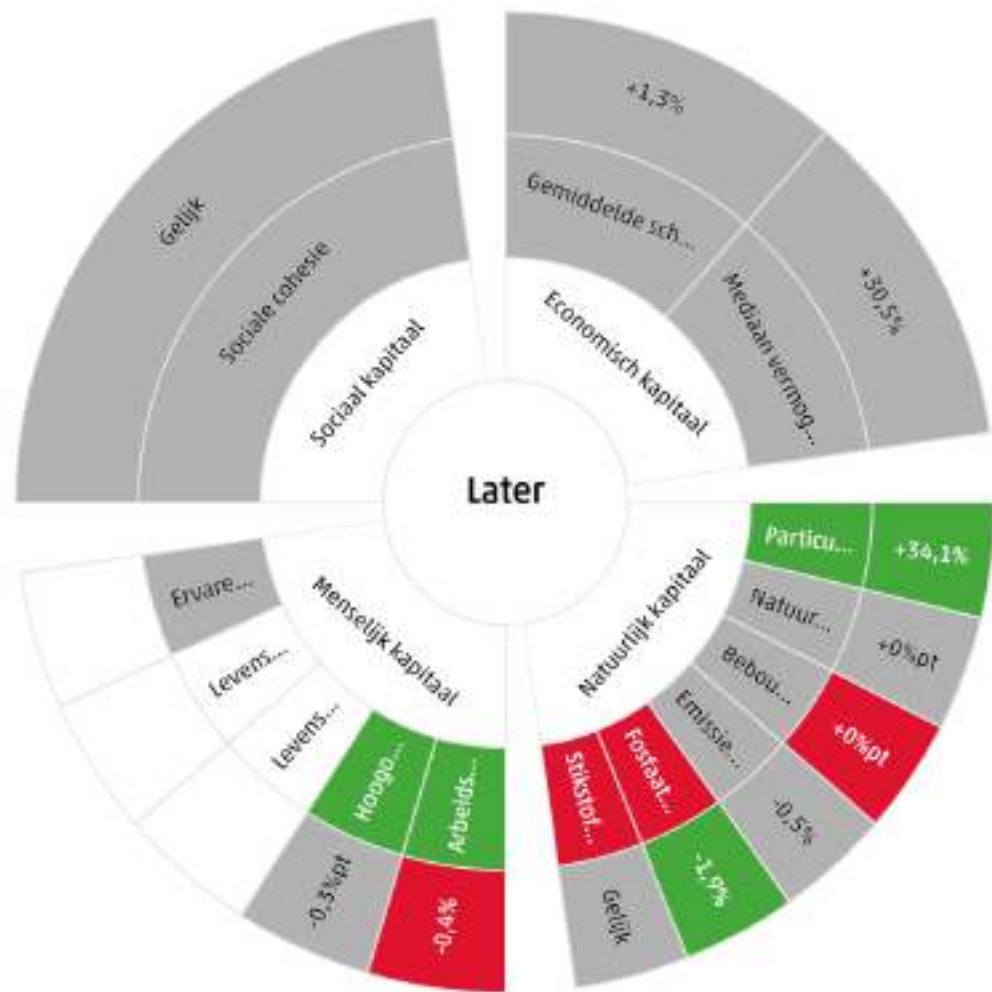 Later
Economisch kapitaal
Gemiddelde sch...
+1,3%
Mediaan vermog...
+30,5%
Natuurlijk kapitaal
Particu...
+34,1%
Natuur...
+0%pt
Bebou...
+0%pt
Emissie...
-0,5%
Fosfaat...
-1,9%
Stikstof...
Gelijk
Menselijk kapitaal
Arbeids...
-0,4%
Hoogo...
-0,3%pt
Levens...
Levens...
Ervare...
Sociaal kapitaal
Sociale cohesie
Gelijk